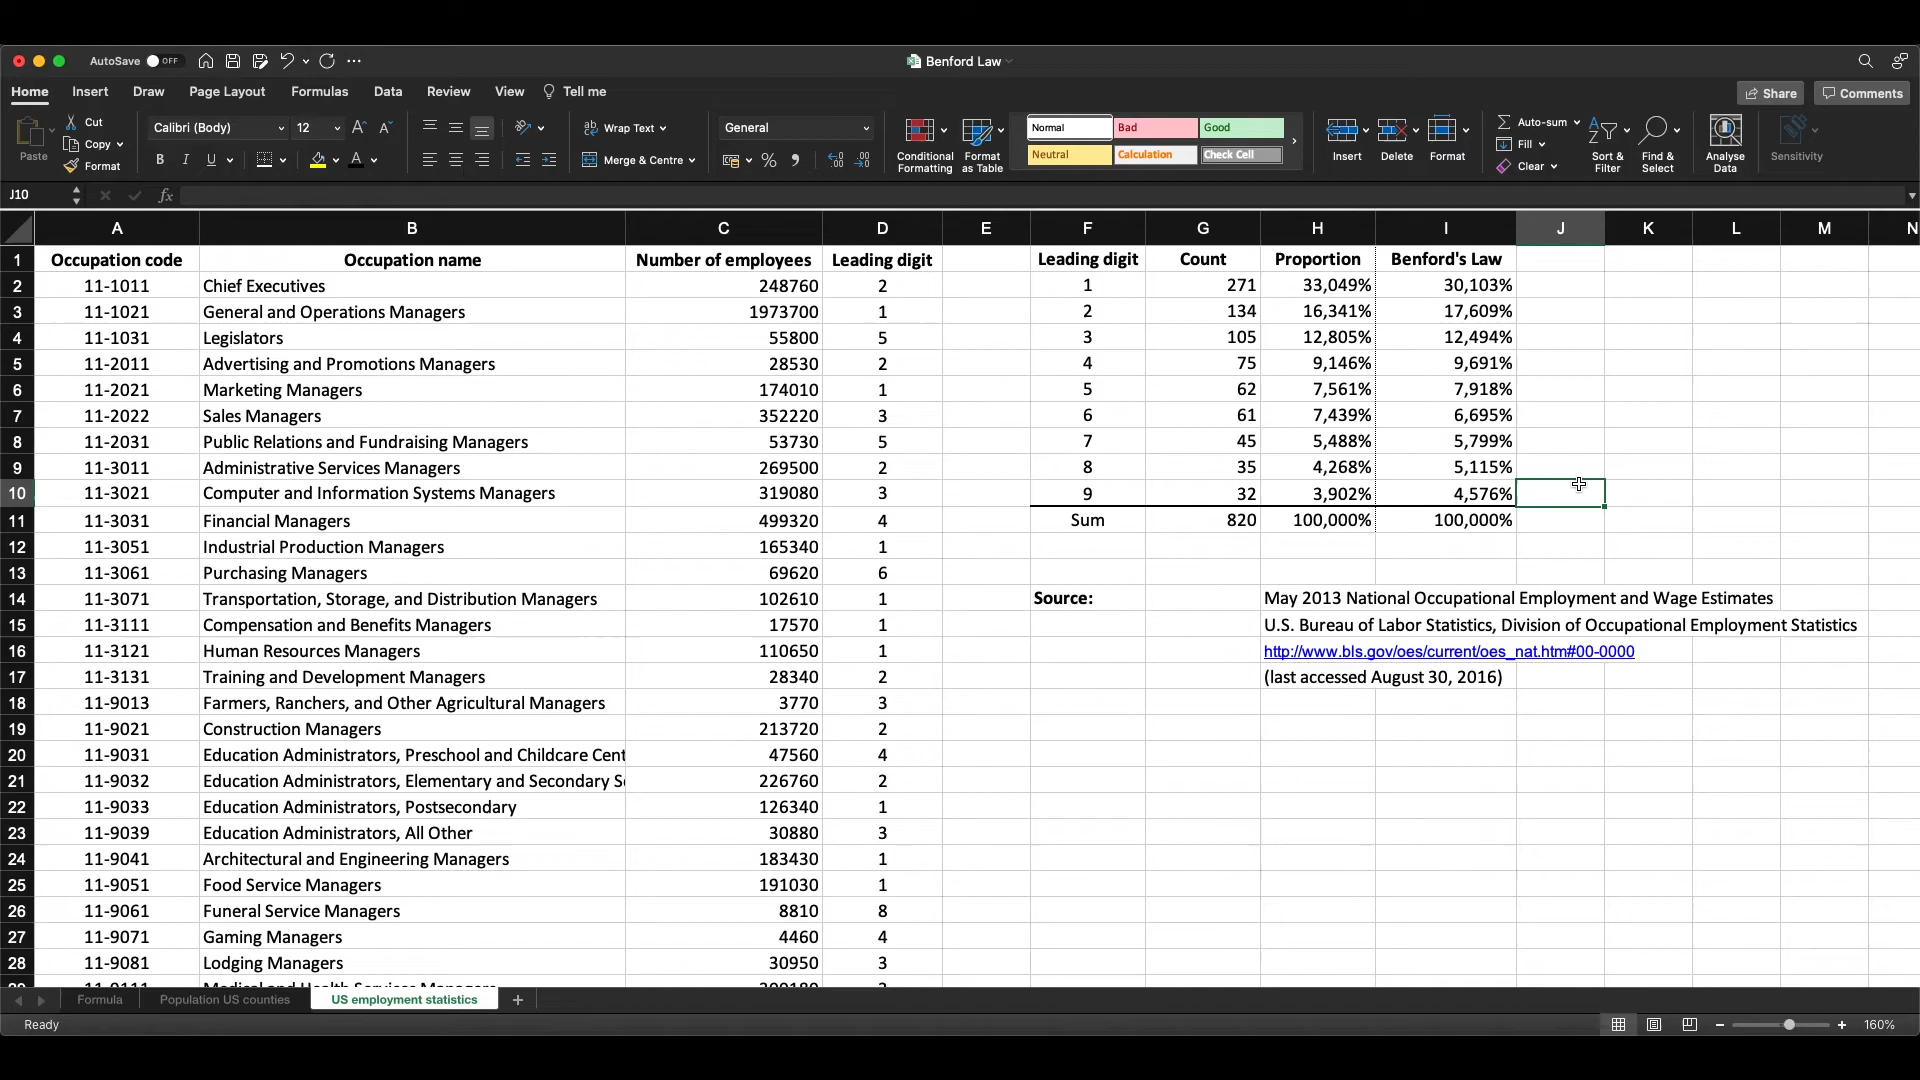 AutoSave OFF
Benford Law
Home Insert Draw Page Layout Formulas Data Review View Tell me
Share Comments
Paste
Cut
Copy
Format
Calibri (Body) 12
B I U A
Wrap Text
Merge & Centre
General
Conditional Formatting
Format as Table
Normal Bad Good
Neutral Calculation Check Cell
Insert Delete Format
Auto-sum
Fill
Clear
Sort & Filter
Find & Select
Analyse Data
Sensitivity
J10 fx
A B C D E F G H I J K L M N
1 Occupation code Occupation name Number of employees Leading digit Leading digit Count Proportion Benford's Law
2 11-1011 Chief Executives 248760 2 1 271 33,049% 30,103%
3 11-1021 General and Operations Managers 1973700 1 2 134 16,341% 17,609%
4 11-1031 Legislators 55800 5 3 105 12,805% 12,494%
5 11-2011 Advertising and Promotions Managers 28530 2 4 75 9,146% 9,691%
6 11-2021 Marketing Managers 174010 1 5 62 7,561% 7,918%
7 11-2022 Sales Managers 352220 3 6 61 7,439% 6,695%
8 11-2031 Public Relations and Fundraising Managers 53730 5 7 45 5,488% 5,799%
9 11-3011 Administrative Services Managers 269500 2 8 35 4,268% 5,115%
10 11-3021 Computer and Information Systems Managers 319080 3 9 32 3,902% 4,576%
11 11-3031 Financial Managers 499320 4 Sum 820 100,000% 100,000%
12 11-3051 Industrial Production Managers 165340 1
13 11-3061 Purchasing Managers 69620 6
14 11-3071 Transportation, Storage, and Distribution Managers 102610 1 Source: May 2013 National Occupational Employment and Wage Estimates
15 11-3111 Compensation and Benefits Managers 17570 1 U.S. Bureau of Labor Statistics, Division of Occupational Employment Statistics
16 11-3121 Human Resources Managers 110650 1 http://www.bls.gov/oes/current/oes_nat.htm#00-0000
17 11-3131 Training and Development Managers 28340 2 (last accessed August 30, 2016)
18 11-9013 Farmers, Ranchers, and Other Agricultural Managers 3770 3
19 11-9021 Construction Managers 213720 2
20 11-9031 Education Administrators, Preschool and Childcare Cent 47560 4
21 11-9032 Education Administrators, Elementary and Secondary S 226760 2
22 11-9033 Education Administrators, Postsecondary 126340 1
23 11-9039 Education Administrators, All Other 30880 3
24 11-9041 Architectural and Engineering Managers 183430 1
25 11-9051 Food Service Managers 191030 1
26 11-9061 Funeral Service Managers 8810 8
27 11-9071 Gaming Managers 4460 4
28 11-9081 Lodging Managers 30950 3
Formula Population US counties US employment statistics
Ready 160%